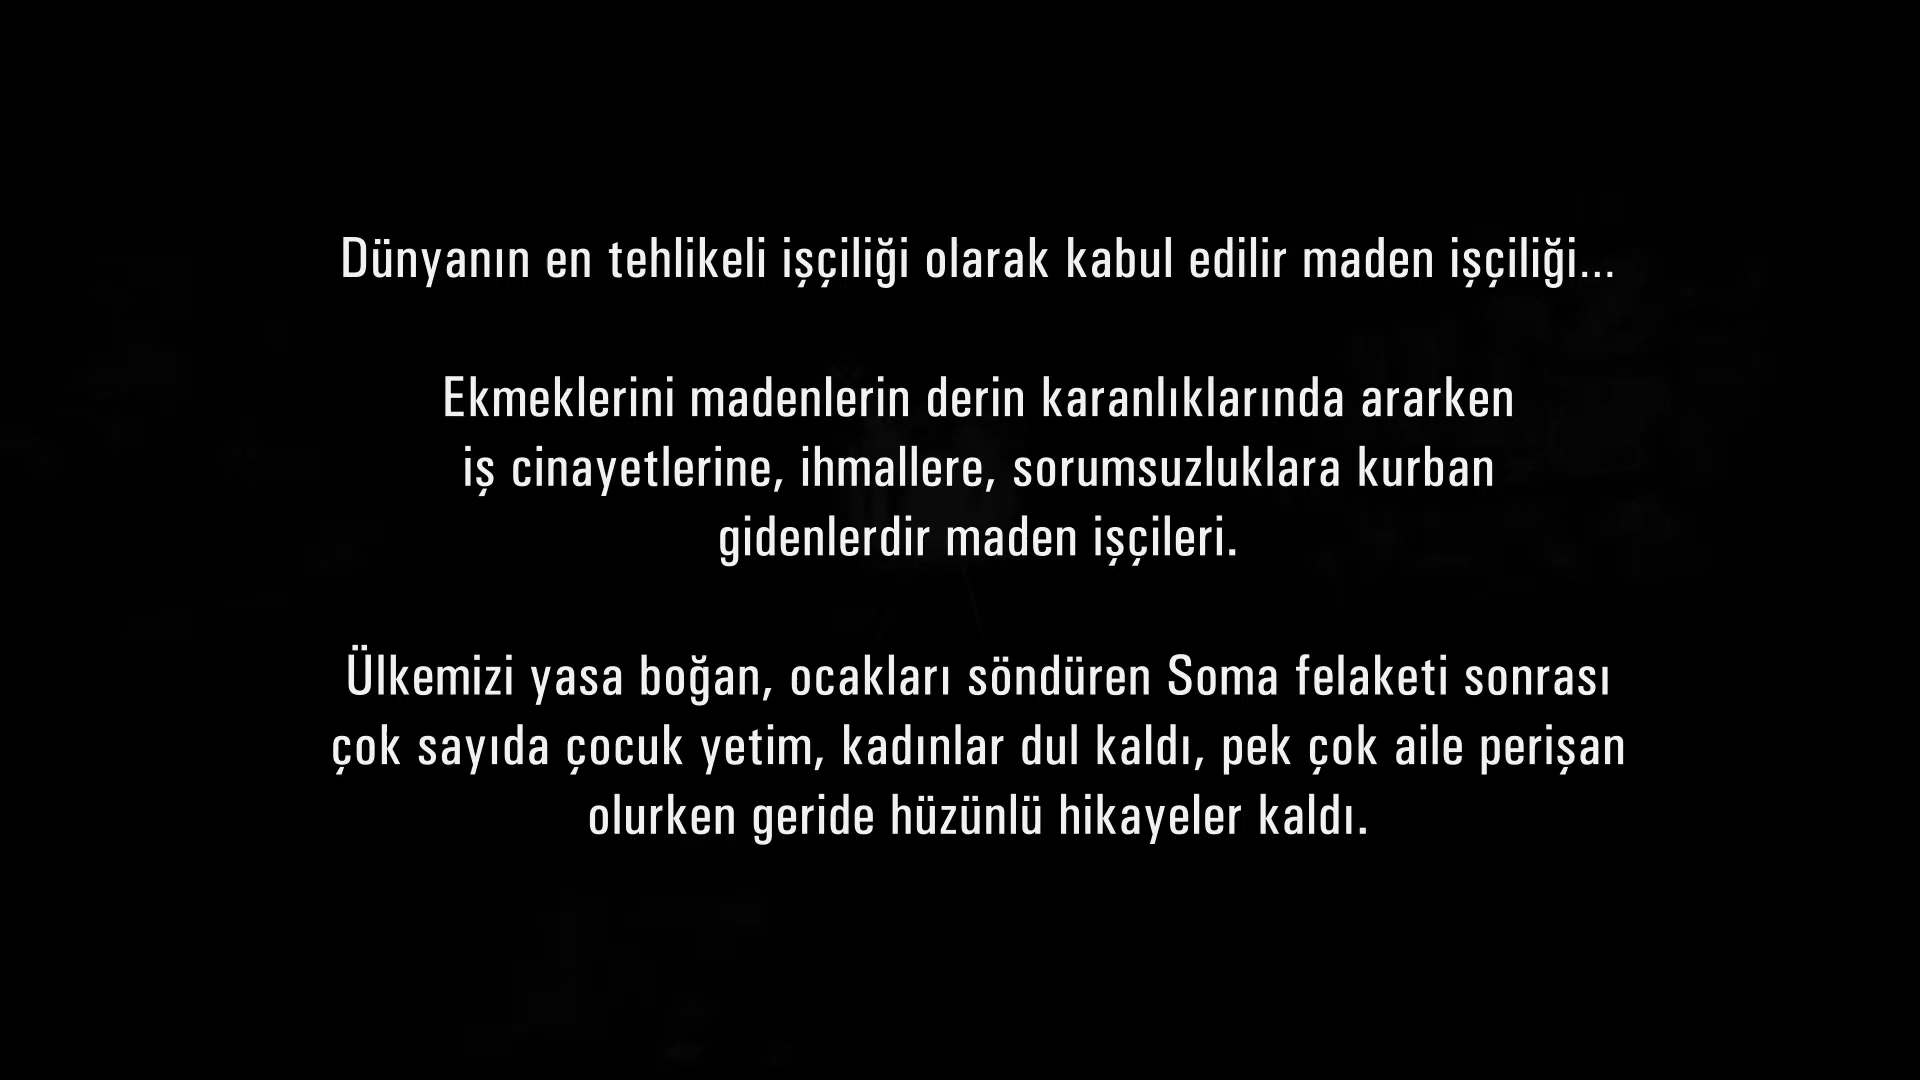 Dünyanın en tehlikeli işçiliği olarak kabul edilir maden işçiliği...
Ekmeklerini madenlerin derin karanlıklarında ararken
iş cinayetlerine, ihmallere, sorumsuzluklara kurban
gidenlerdir maden işçileri.
Ülkemizi yasa boğan, ocakları söndüren Soma felaketi sonrası
çok sayıda çocuk yetim, kadınlar dul kaldı, pek çok aile perişan
olurken geride hüzünlü hikayeler kaldı.